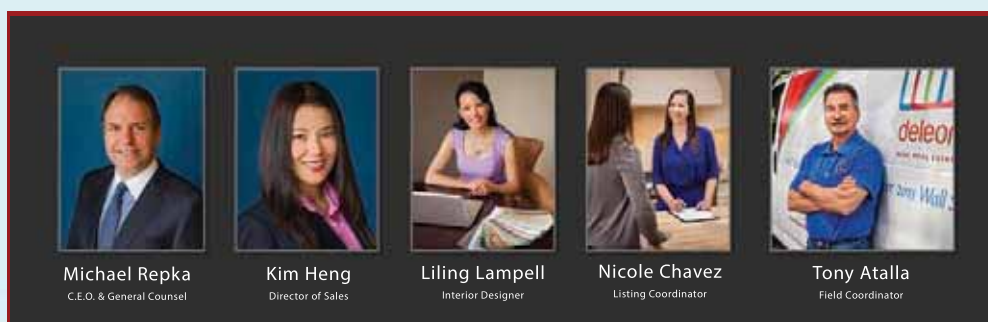 Michael Repka
C.E.O. & General Counsel
Kim Heng
Director of Sales
Liling Lampell
Interior Designer
Nicole Chavez
Listing Coordinator
Tony Atalla
Field Coordinator
deleon
Wall